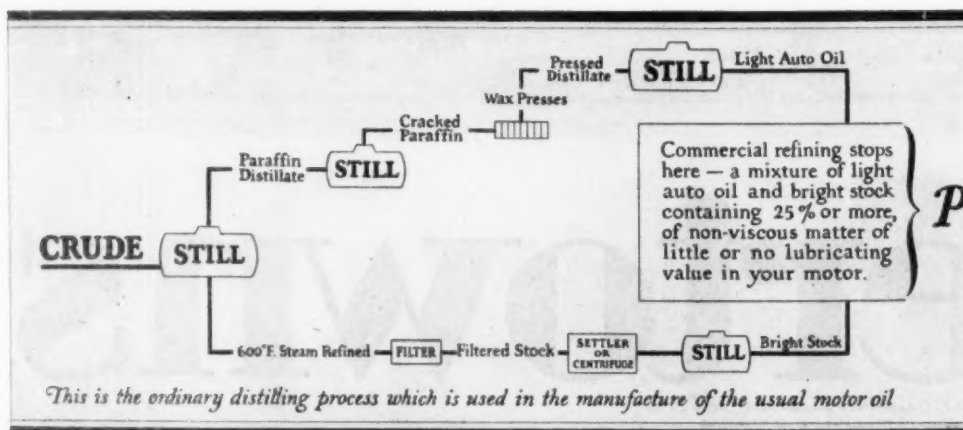 CRUDE
STILL
Paraffin
Distillate
STILL
Cracked
Paraffin
Wax Presses
Pressed
Distillate
STILL
Light Auto Oil
600°F. Steam Refined
FILTER
Filtered Stock
SETTLER
OR
CENTRIFUGE
STILL
Bright Stock
Commercial refining stops
here — a mixture of light
auto oil and bright stock
containing 25% or more,
of non-viscous matter of
little or no lubricating
value in your motor.
P
This is the ordinary distilling process which is used in the manufacture of the usual motor oil